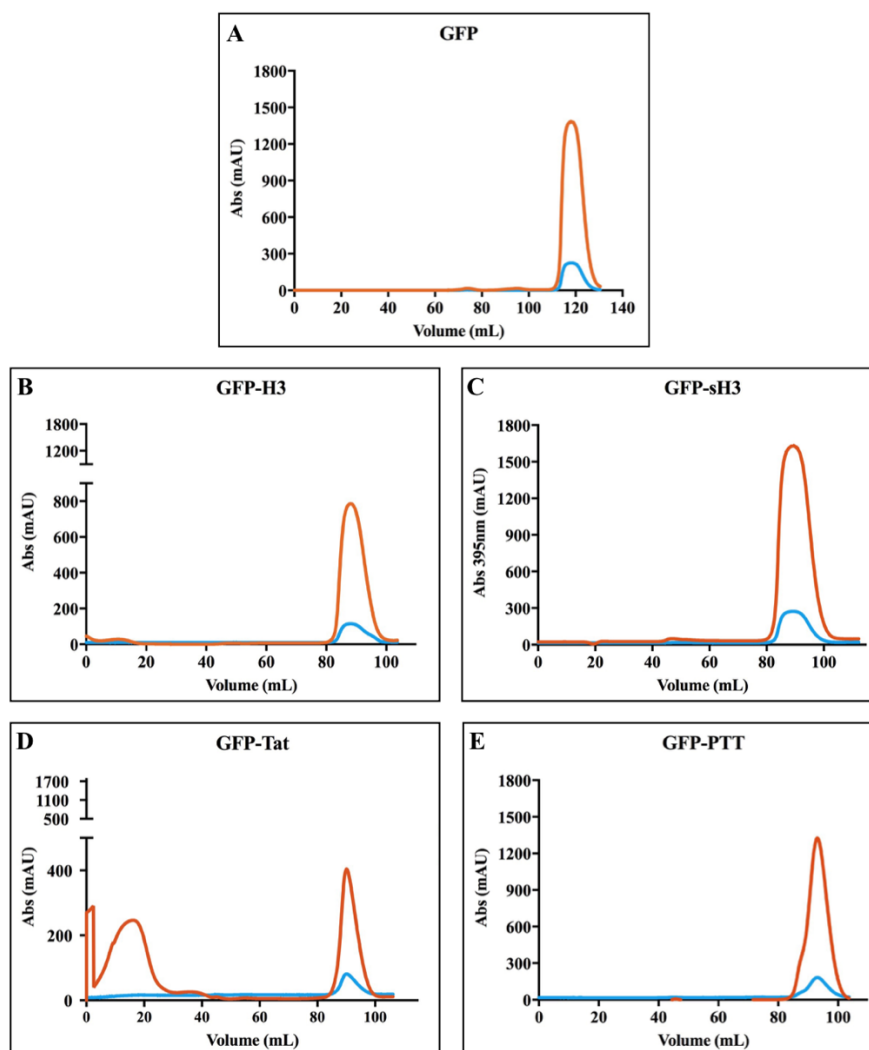 A GFP
1800
1500
1200
900
600
300
0
Abs (mAU)
0 20 40 60 80 100 120 140
Volume (mL)
B GFP-H3
1800
1200
800
600
400
200
0
Abs (mAU)
0 20 40 60 80 100
Volume (mL)
C GFP-sH3
1800
1500
1200
900
600
300
0
Abs 395nm (mAU)
0 20 40 60 80 100
Volume (mL)
D GFP-Tat
1700
1100
500
400
200
0
Abs (mAU)
0 20 40 60 80 100
Volume (mL)
E GFP-PTT
1800
1500
1200
900
600
300
0
Abs (mAU)
0 20 40 60 80 100
Volume (mL)